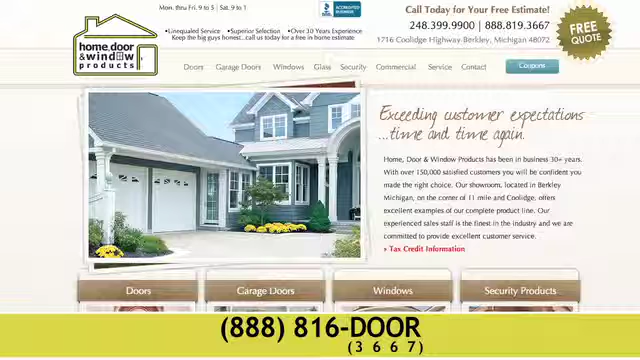 Mon. thru Fri. 9 to 5 | Sat. 9 to 1
ACCREDITED BUSINESS
Call Today for Your Free Estimate!
•Unequaled Service •Superior Selection •Over 30 Years Experience
Keep the big guys honest...call us today for a free in home estimate
248.399.9900 | 888.819.3667
1716 Coolidge Highway Berkley, Michigan 48072
FREE
QUOTE
home,door
&window
products
Doors Garage Doors Windows Glass Security Commercial Service Contact
Coupons
Exceeding customer expectations
...time and time again.
Home, Door & Window Products has been in business 30+ years.
With over 150,000 satisfied customers you will be confident you
made the right choice. Our showroom, located in Berkley
Michigan, on the corner of 11 mile and Coolidge, offers
excellent examples of our complete product line. Our
experienced sales staff is the finest in the industry and we are
committed to provide excellent customer service.
» Tax Credit Information
Doors
Garage Doors
Windows
Security Products
(888) 816-DOOR
(3667)